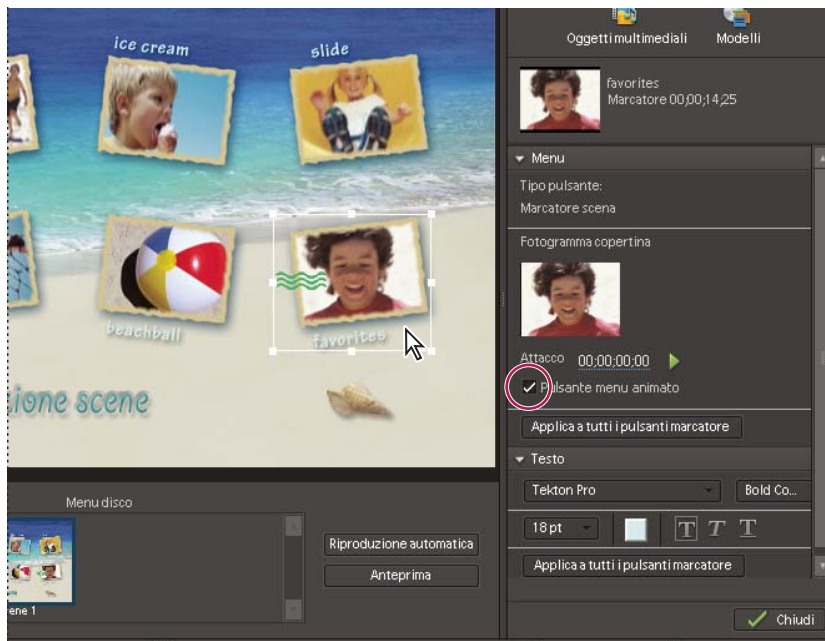 ice cream
slide
beachball
favorites
ione scene
Menu disco
ene 1
Riproduzione automatica
Anteprima
Oggetti multimediali
Modelli
favorites
Marcatore 00;00;14;25
Menu
Tipo pulsante:
Marcatore scena
Fotogramma copertina
Attacco 00;00;00;00
Pulsante menu animato
Applica a tutti i pulsanti marcatore
Testo
Tekton Pro
Bold Co...
18 pt
T T T
Applica a tutti i pulsanti marcatore
Chiudi